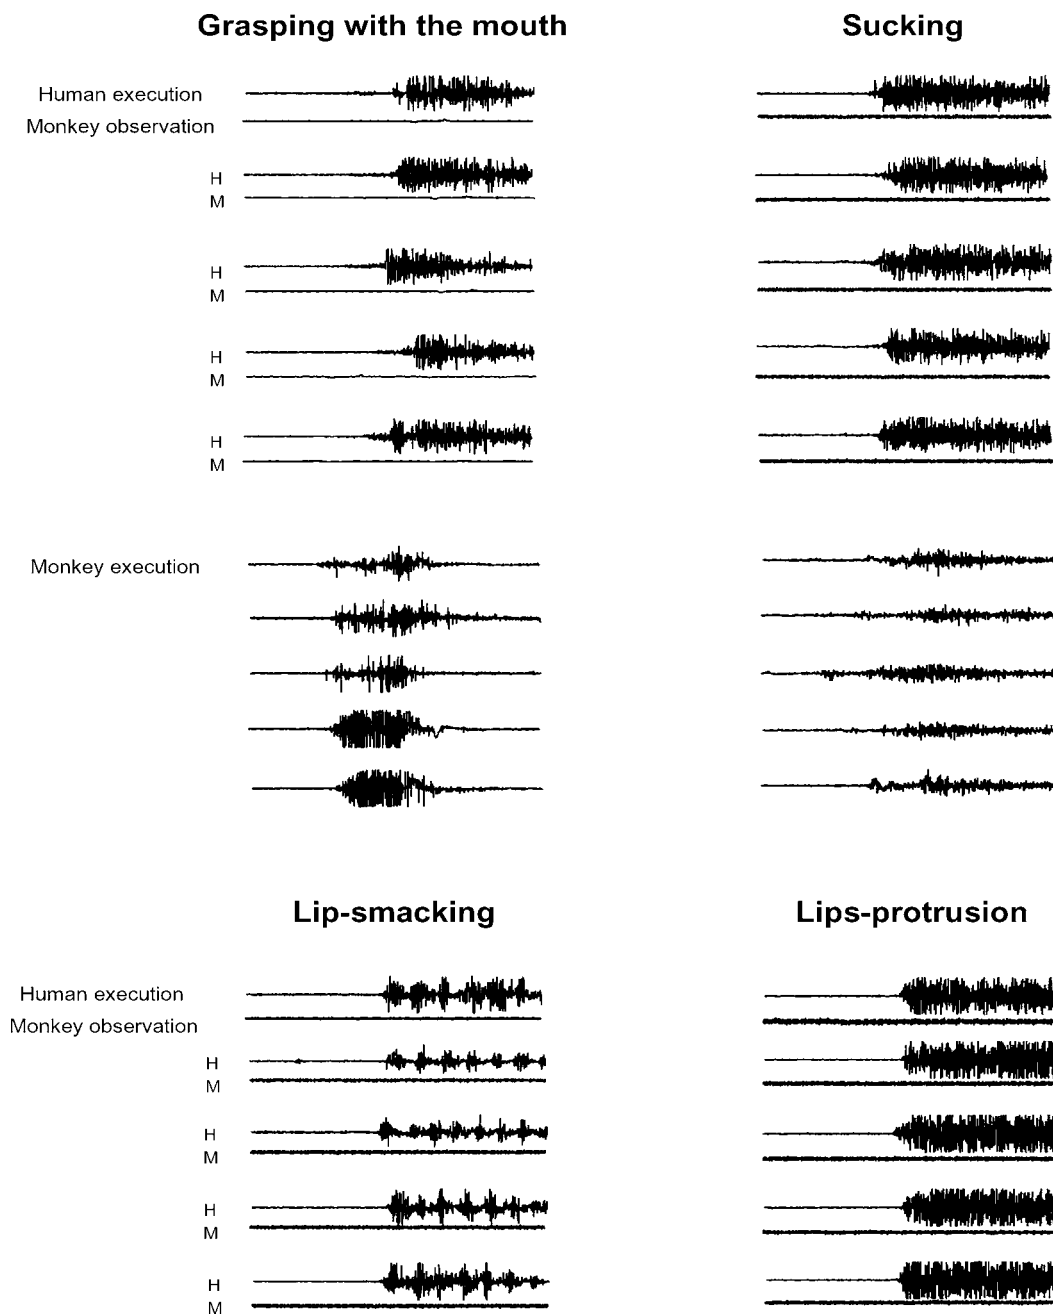 Grasping with the mouth
Sucking
Human execution
Monkey observation
H
M
H
M
H
M
H
M
Monkey execution
Lip-smacking
Lips-protrusion
Human execution
Monkey observation
H
M
H
M
H
M
H
M